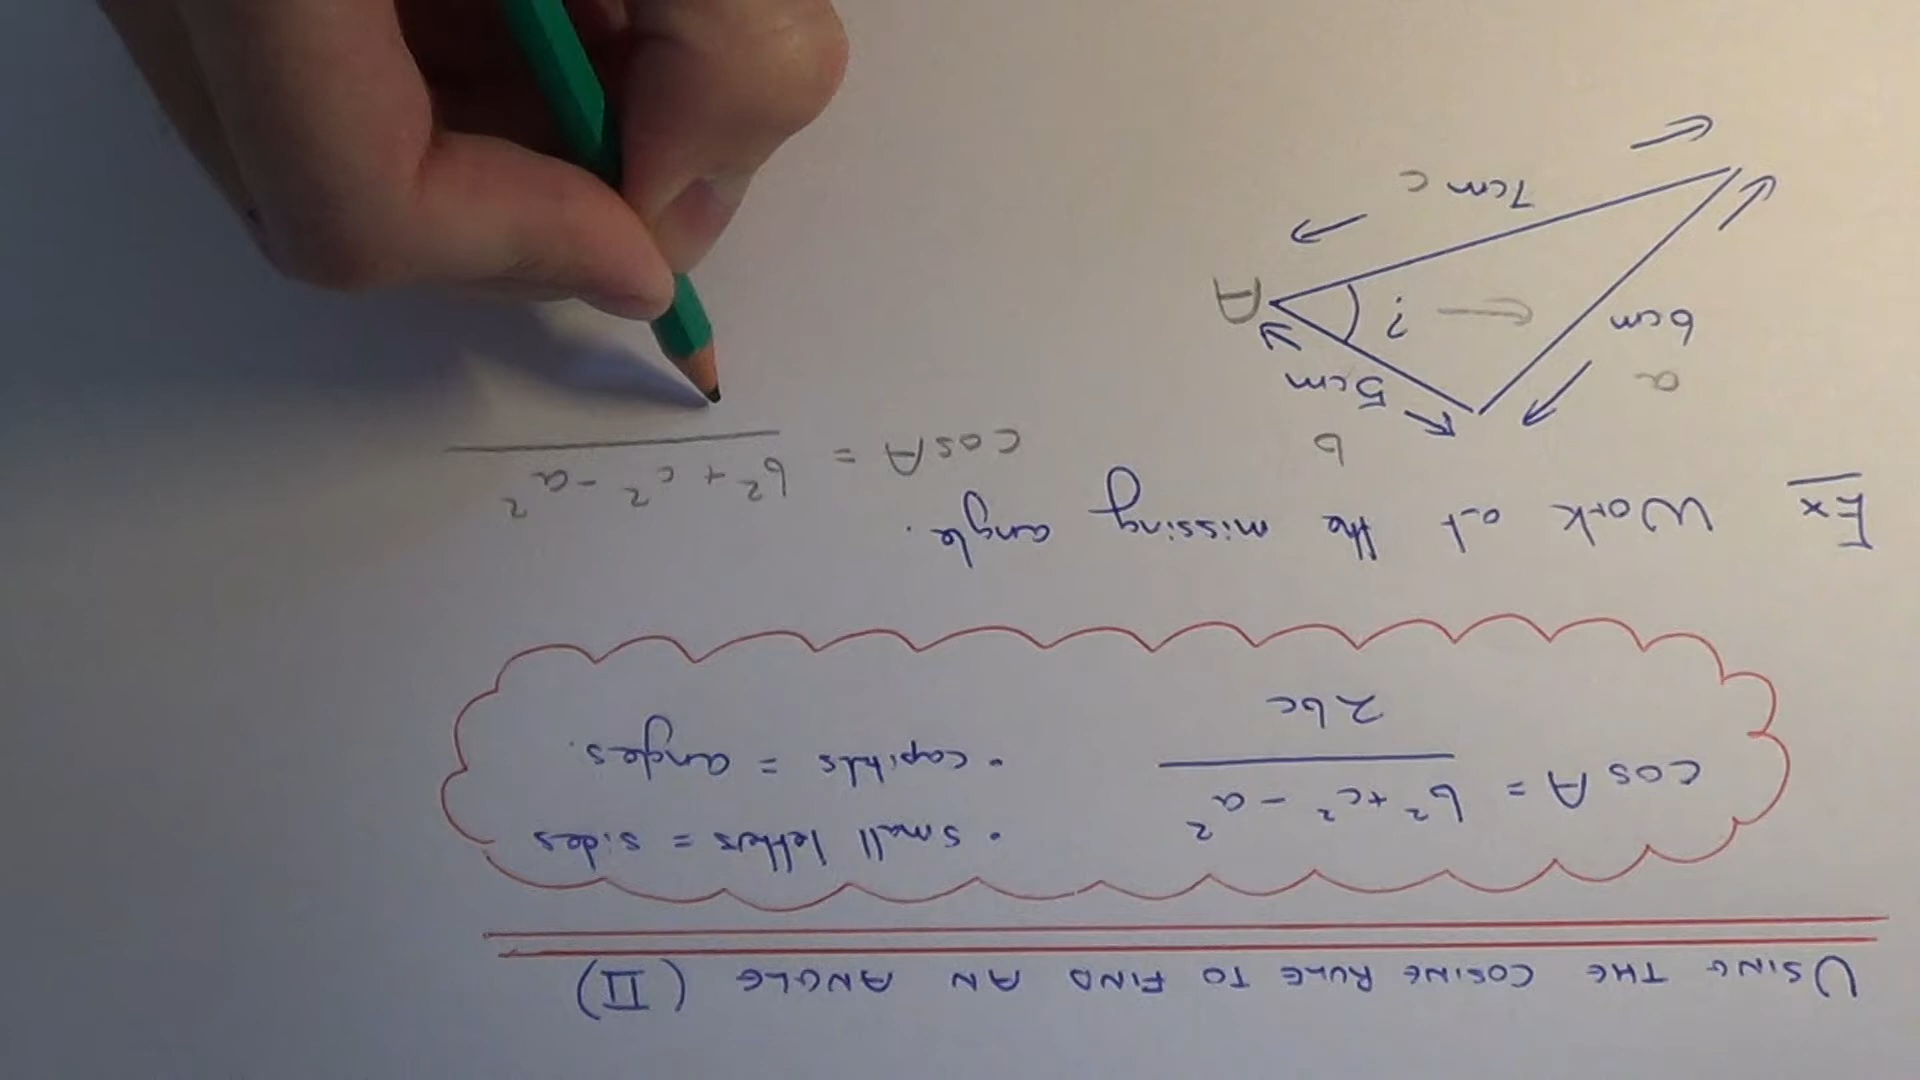 USING THE COSINE RULE TO FIND AN ANGLE (II)
cos A = b² + c² - a²
2bc
• small letters = sides
• capitals = angles.
Ex Work out the missing angle.
b
5cm
a
6cm
?
A
7cm c
cosA = b² + c² - a²